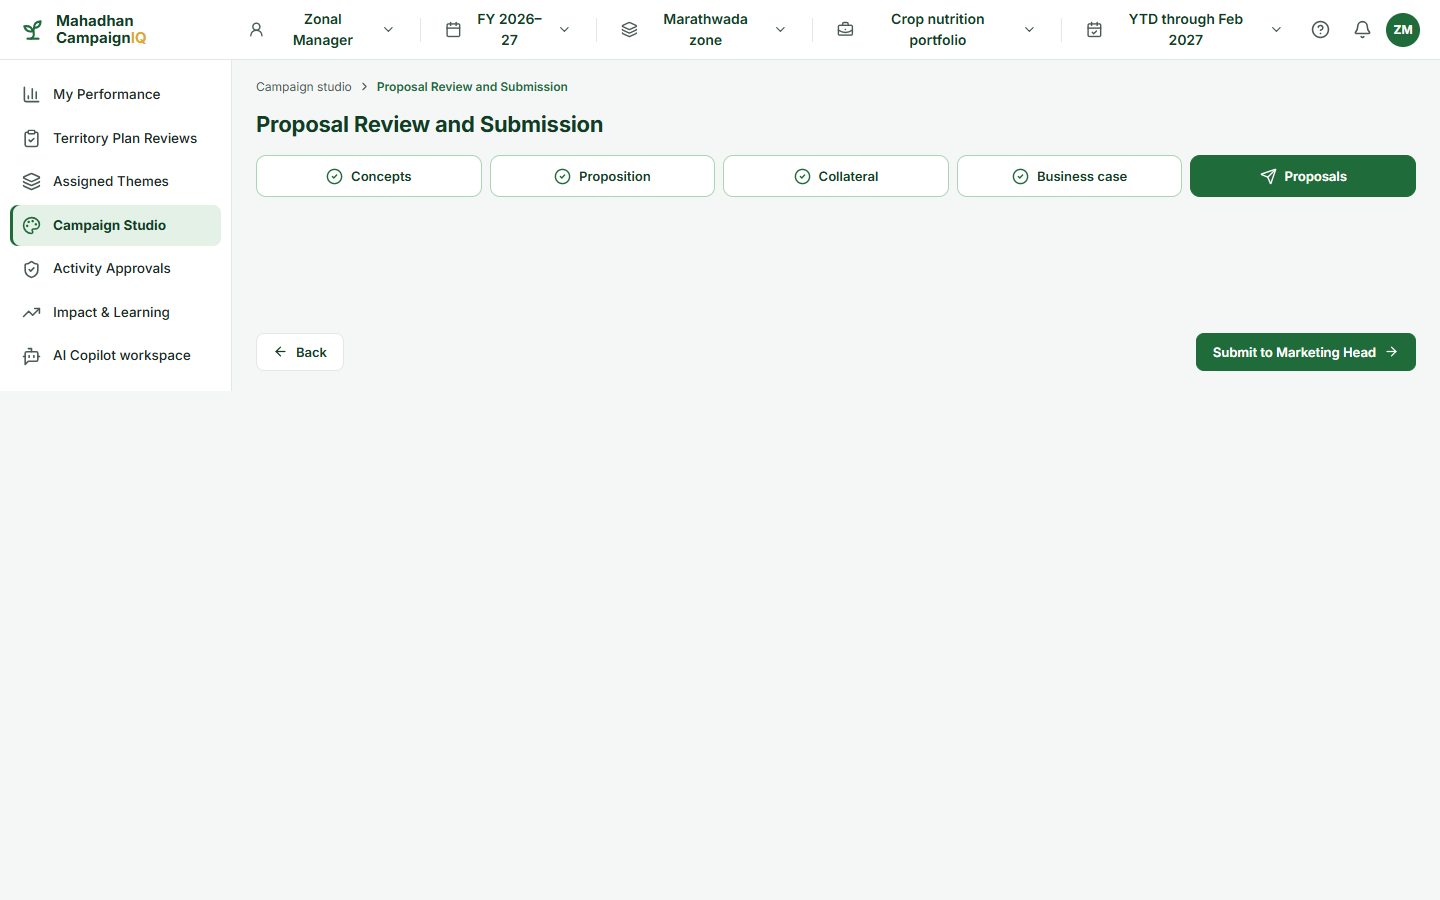 Mahadhan
CampaignIQ
Zonal
Manager
FY 2026–
27
Marathwada
zone
Crop nutrition
portfolio
YTD through Feb
2027
ZM
My Performance
Territory Plan Reviews
Assigned Themes
Campaign Studio
Activity Approvals
Impact & Learning
AI Copilot workspace
Campaign studio > Proposal Review and Submission
Proposal Review and Submission
Concepts
Proposition
Collateral
Business case
Proposals
Back
Submit to Marketing Head